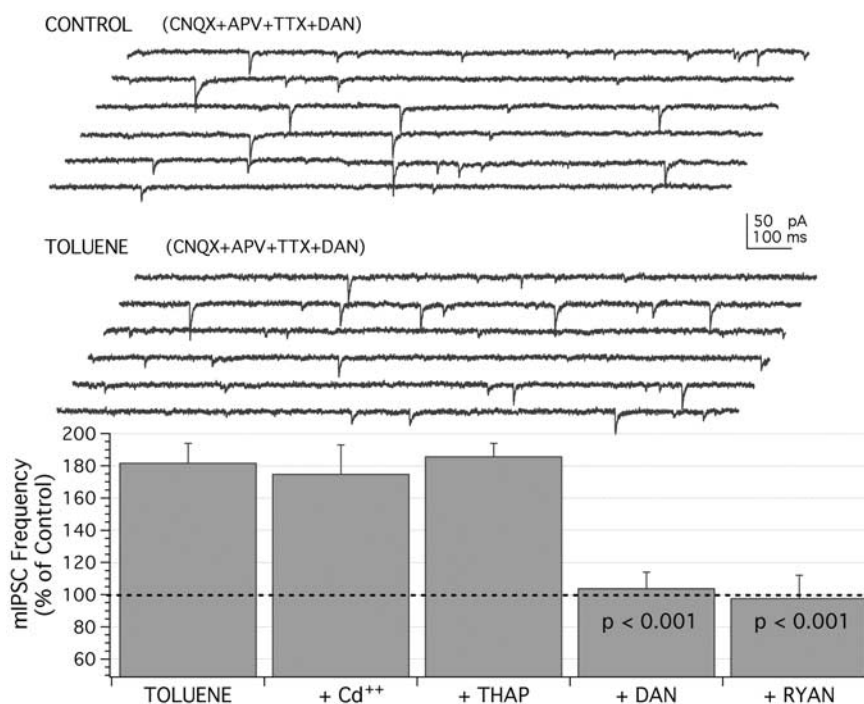 CONTROL (CNQX+APV+TTX+DAN)
50 pA
100 ms
TOLUENE (CNQX+APV+TTX+DAN)
mIPSC Frequency
(% of Control)
200
180
160
140
120
100
80
60
p < 0.001
p < 0.001
TOLUENE
+ Cd⁺⁺
+ THAP
+ DAN
+ RYAN